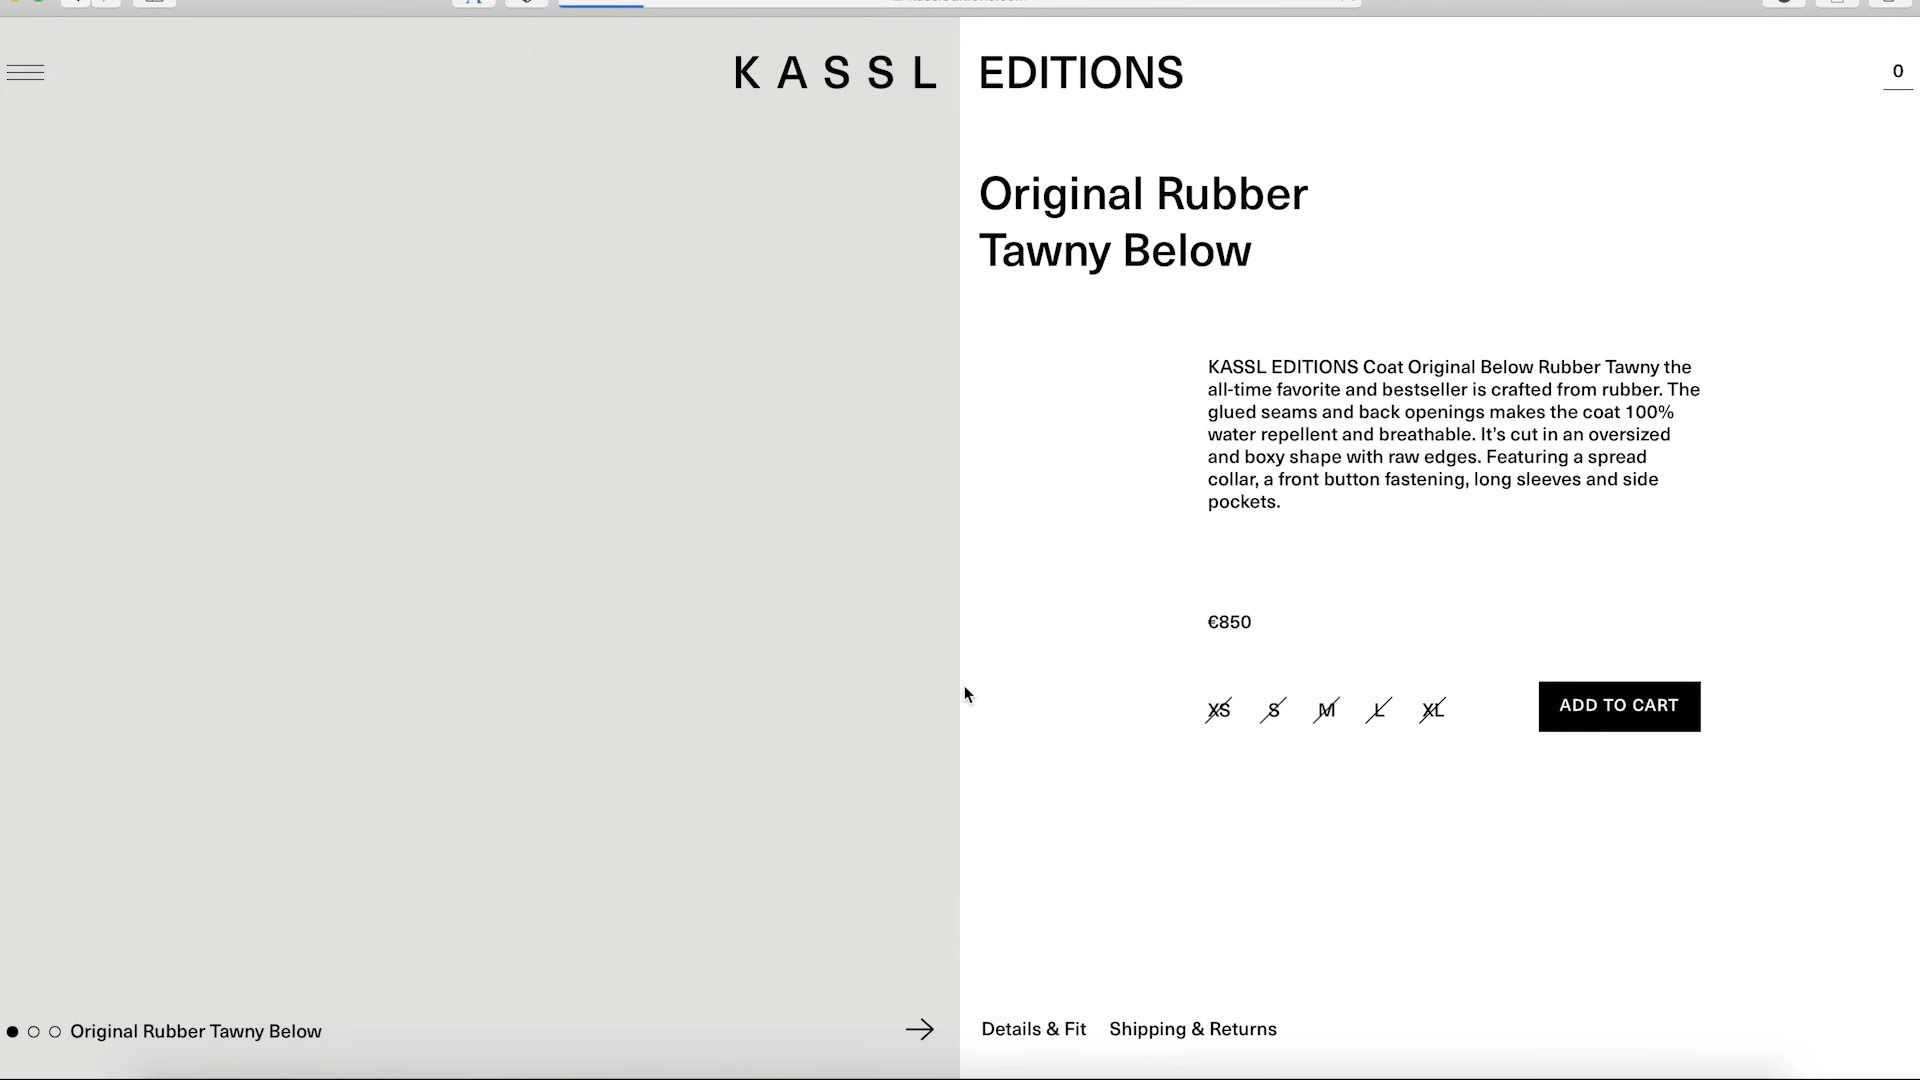 KASSL EDITIONS
0
Original Rubber
Tawny Below
KASSL EDITIONS Coat Original Below Rubber Tawny the
all-time favorite and bestseller is crafted from rubber. The
glued seams and back openings makes the coat 100%
water repellent and breathable. It’s cut in an oversized
and boxy shape with raw edges. Featuring a spread
collar, a front button fastening, long sleeves and side
pockets.
€850
XS S M L XL
ADD TO CART
Original Rubber Tawny Below
Details & Fit Shipping & Returns